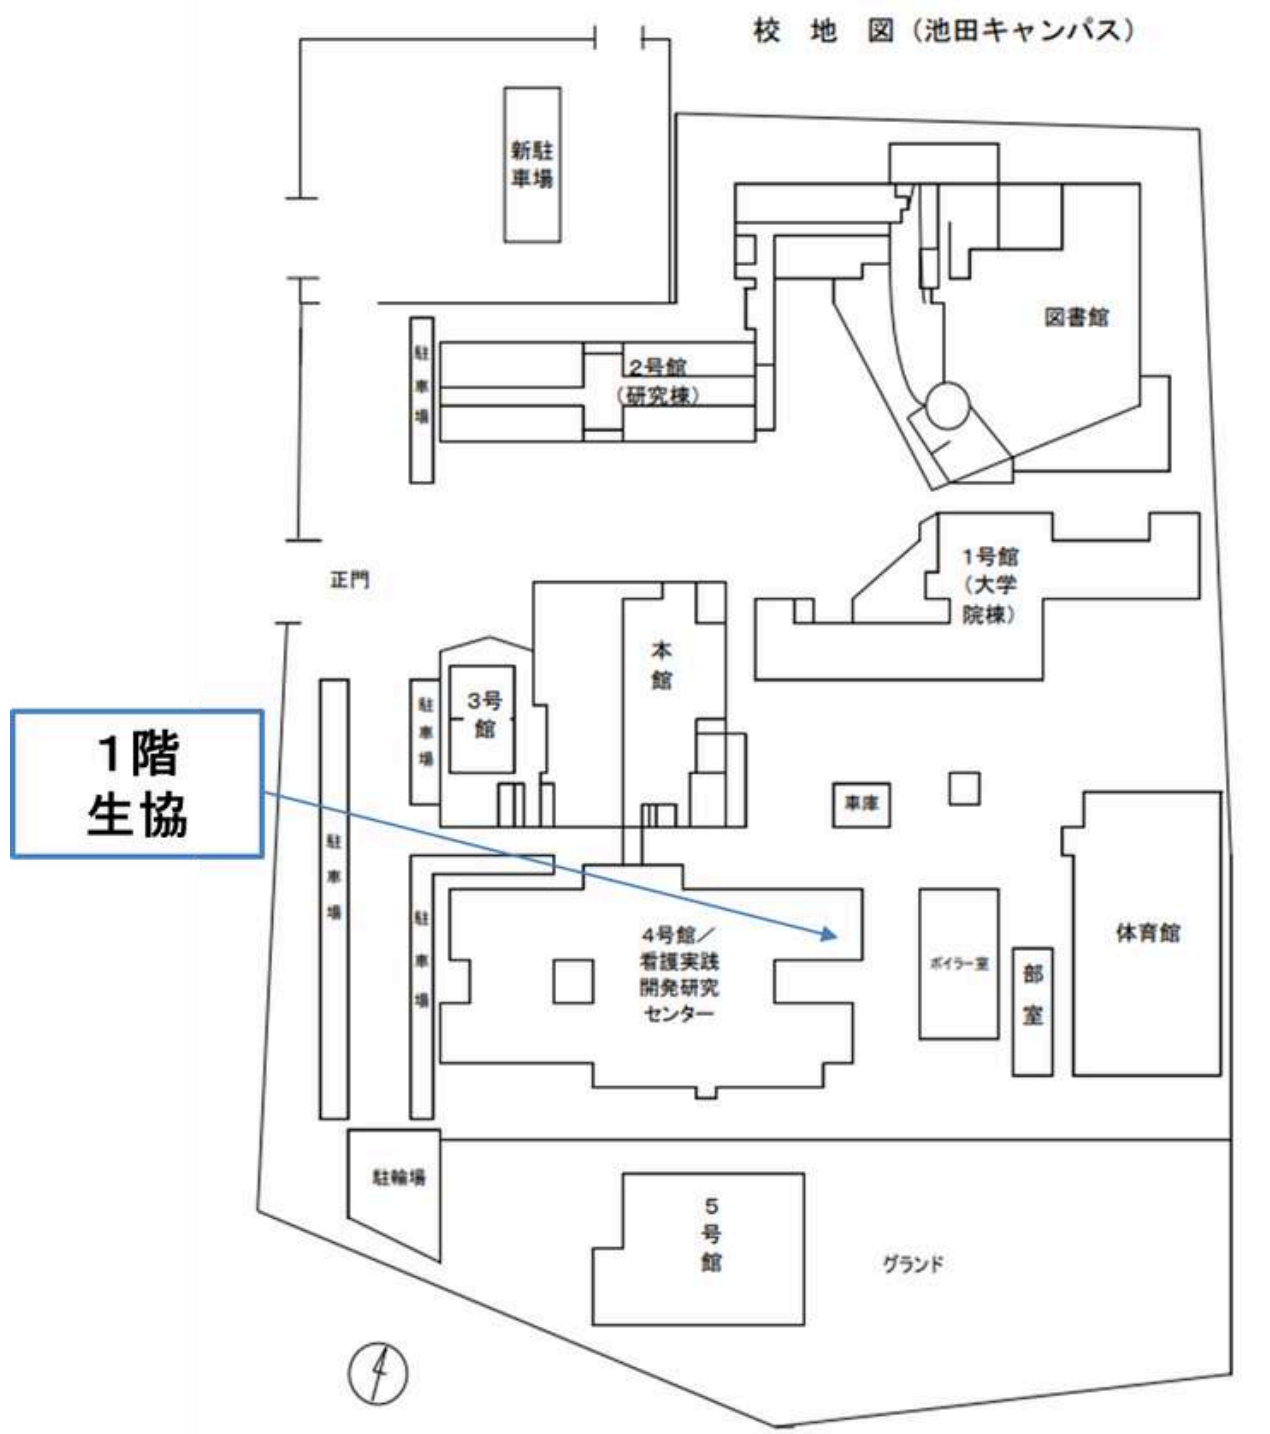 校 地 図（池田キャンパス）
新駐
車場
図書館
駐
車
場
２号館
（研究棟）
１号館
（大学
院棟）
正門
本
館
３号
館
駐
車
場
１階
生協
車庫
駐
車
場
駐
車
場
４号館／
看護実践
開発研究
センター
ボイラー室
部
室
体育館
駐輪場
５
号
館
グランド